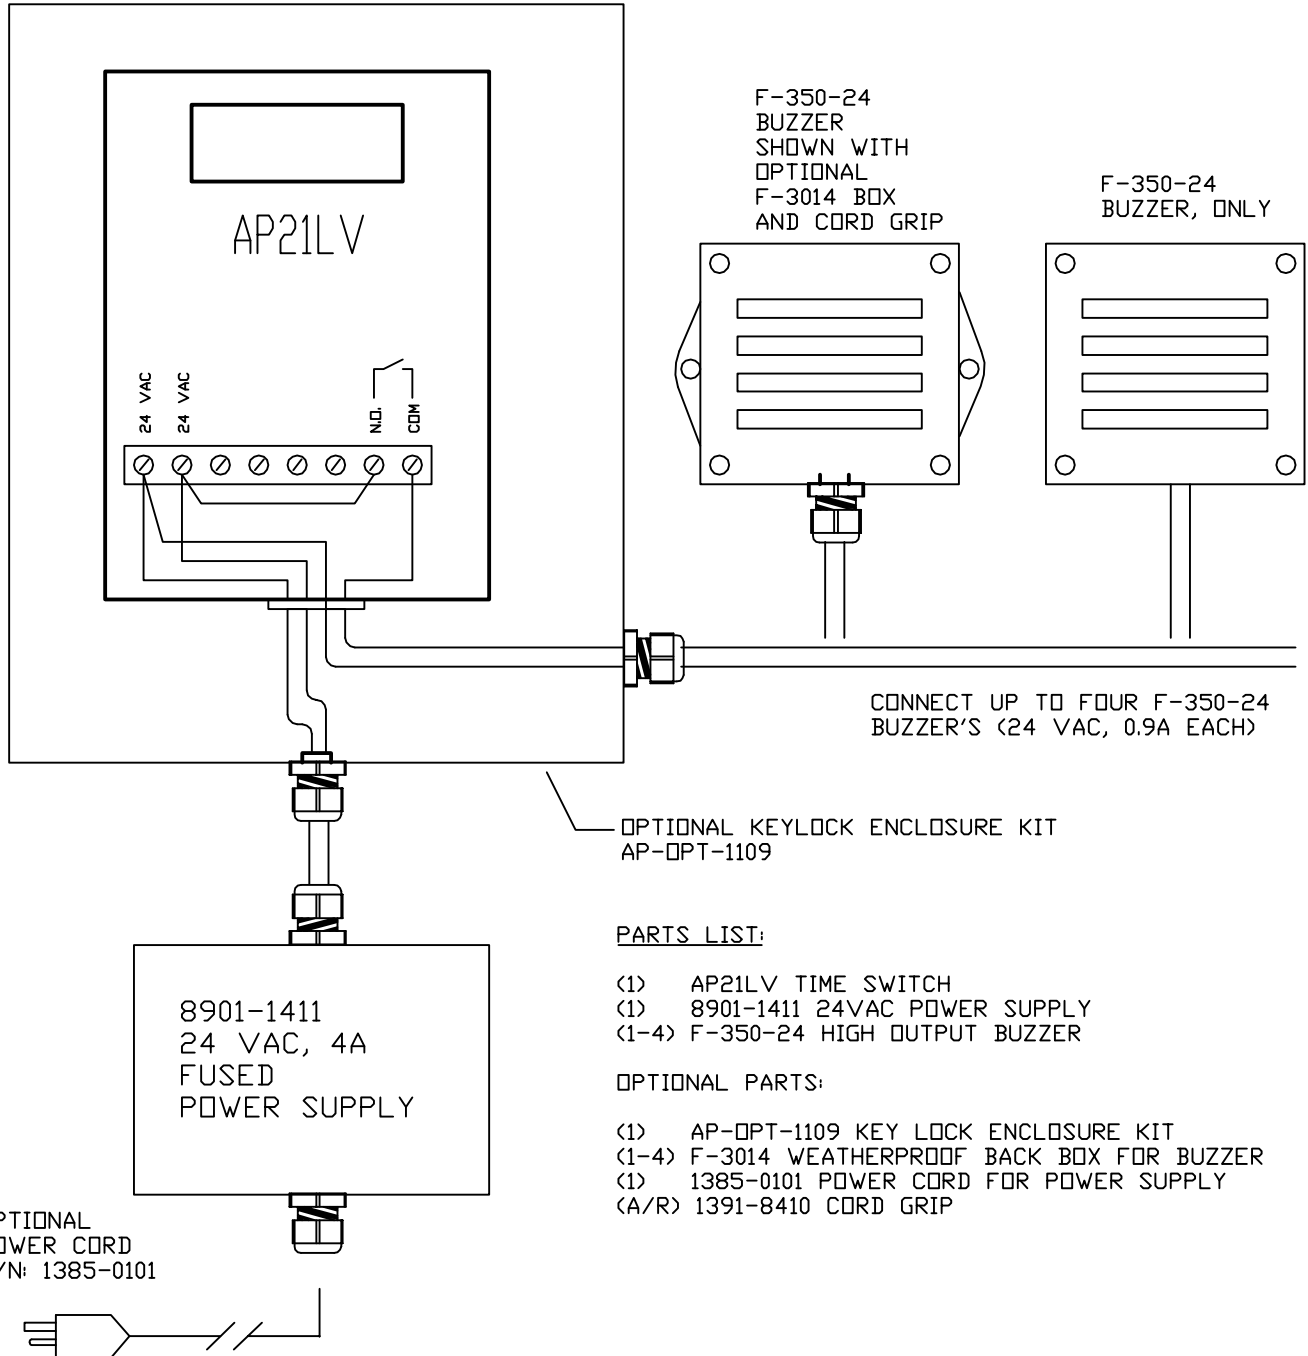 F-350-24
BUZZER
SHOWN WITH
OPTIONAL
F-3014 BOX
AND CORD GRIP
F-350-24
BUZZER, ONLY
AP21LV
24 VAC
24 VAC
N.O.
COM
CONNECT UP TO FOUR F-350-24
BUZZER'S (24 VAC, 0.9A EACH)
OPTIONAL KEYLOCK ENCLOSURE KIT
AP-OPT-1109
8901-1411
24 VAC, 4A
FUSED
POWER SUPPLY
PARTS LIST:
(1) AP21LV TIME SWITCH
(1) 8901-1411 24VAC POWER SUPPLY
(1-4) F-350-24 HIGH OUTPUT BUZZER
OPTIONAL PARTS:
(1) AP-OPT-1109 KEY LOCK ENCLOSURE KIT
(1-4) F-3014 WEATHERPROOF BACK BOX FOR BUZZER
(1) 1385-0101 POWER CORD FOR POWER SUPPLY
(A/R) 1391-8410 CORD GRIP
PTIONAL
OWER CORD
/N: 1385-0101